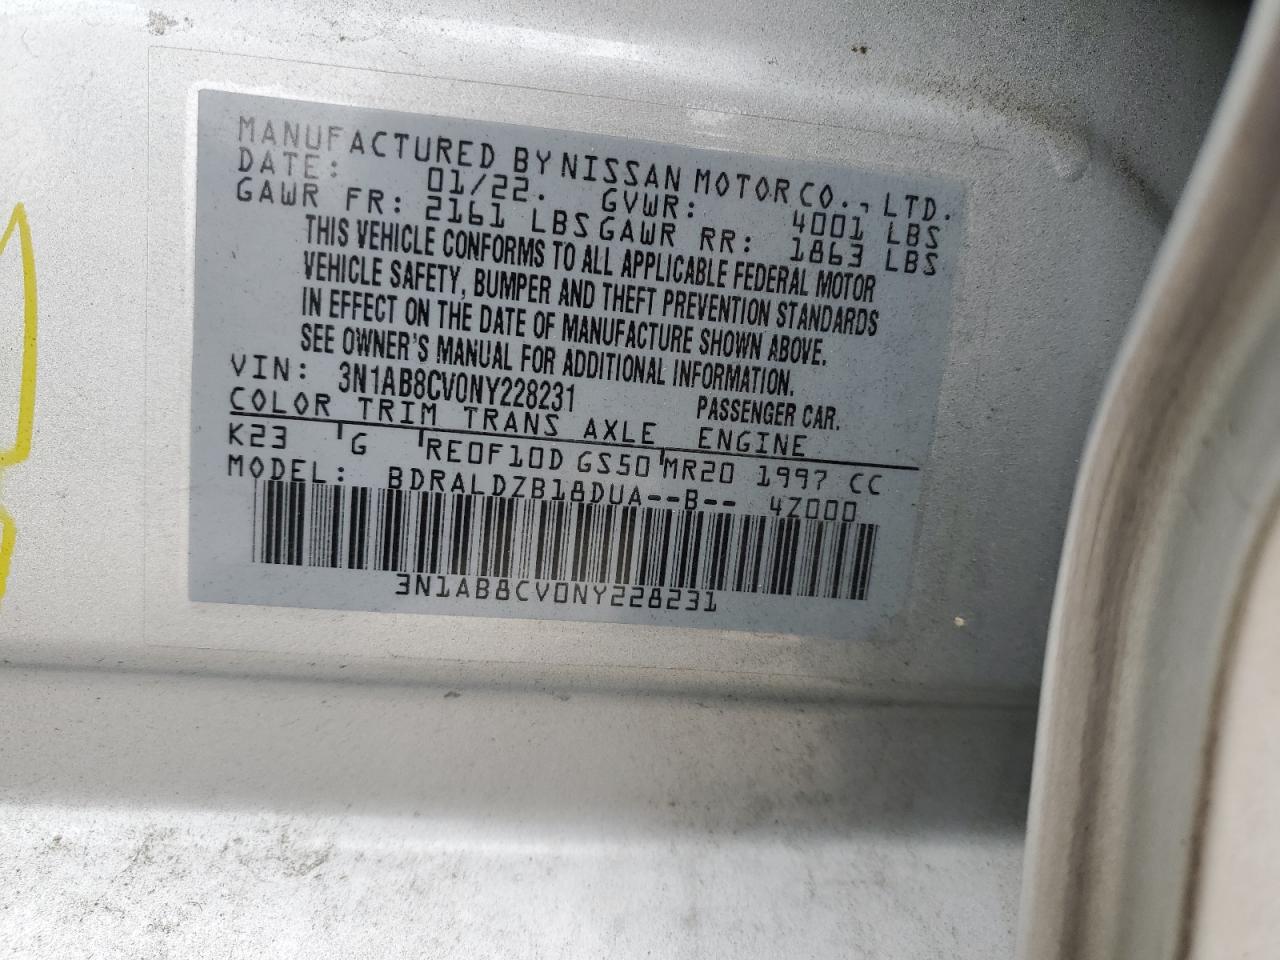 MANUFACTURED BY NISSAN MOTOR CO., LTD.
DATE: 01/22. GVWR: 4001 LBS
GAWR FR: 2161 LBS GAWR RR: 1863 LBS
THIS VEHICLE CONFORMS TO ALL APPLICABLE FEDERAL MOTOR
VEHICLE SAFETY, BUMPER AND THEFT PREVENTION STANDARDS
IN EFFECT ON THE DATE OF MANUFACTURE SHOWN ABOVE.
SEE OWNER'S MANUAL FOR ADDITIONAL INFORMATION.
VIN: 3N1AB8CV0NY228231 PASSENGER CAR.
COLOR TRIM TRANS AXLE ENGINE
K23 G RE0F10D GS50 MR20 1997 CC
MODEL: BDRALDZB18DUA--B-- 4Z000
3N1AB8CV0NY228231